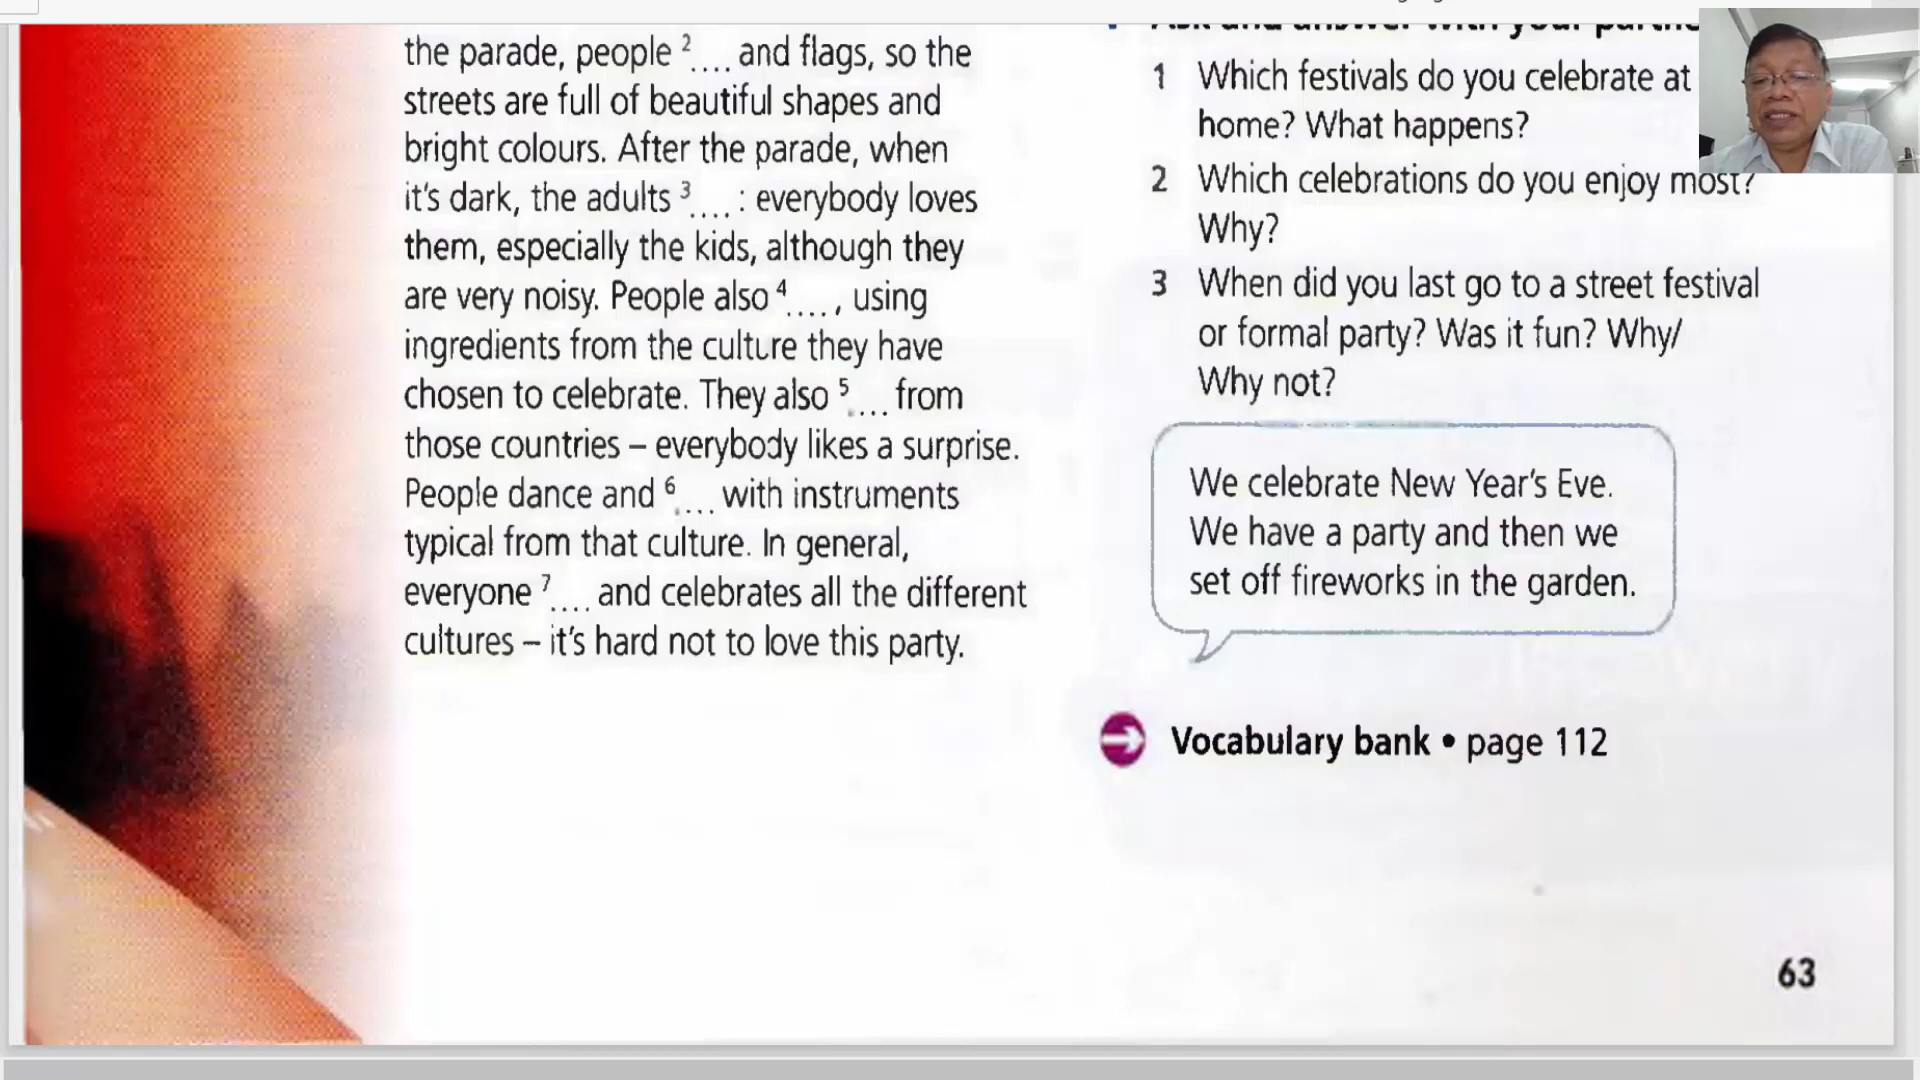 the parade, people ².... and flags, so the
streets are full of beautiful shapes and
bright colours. After the parade, when
it's dark, the adults ³.... : everybody loves
them, especially the kids, although they
are very noisy. People also ⁴...., using
ingredients from the culture they have
chosen to celebrate. They also ⁵.... from
those countries – everybody likes a surprise.
People dance and ⁶.... with instruments
typical from that culture. In general,
everyone ⁷.... and celebrates all the different
cultures – it's hard not to love this party.
Ask and answer with your
1 Which festivals do you celebrate at
home? What happens?
2 Which celebrations do you enjoy most?
Why?
3 When did you last go to a street festival
or formal party? Was it fun? Why/
Why not?
We celebrate New Year's Eve.
We have a party and then we
set off fireworks in the garden.
Vocabulary bank • page 112
63